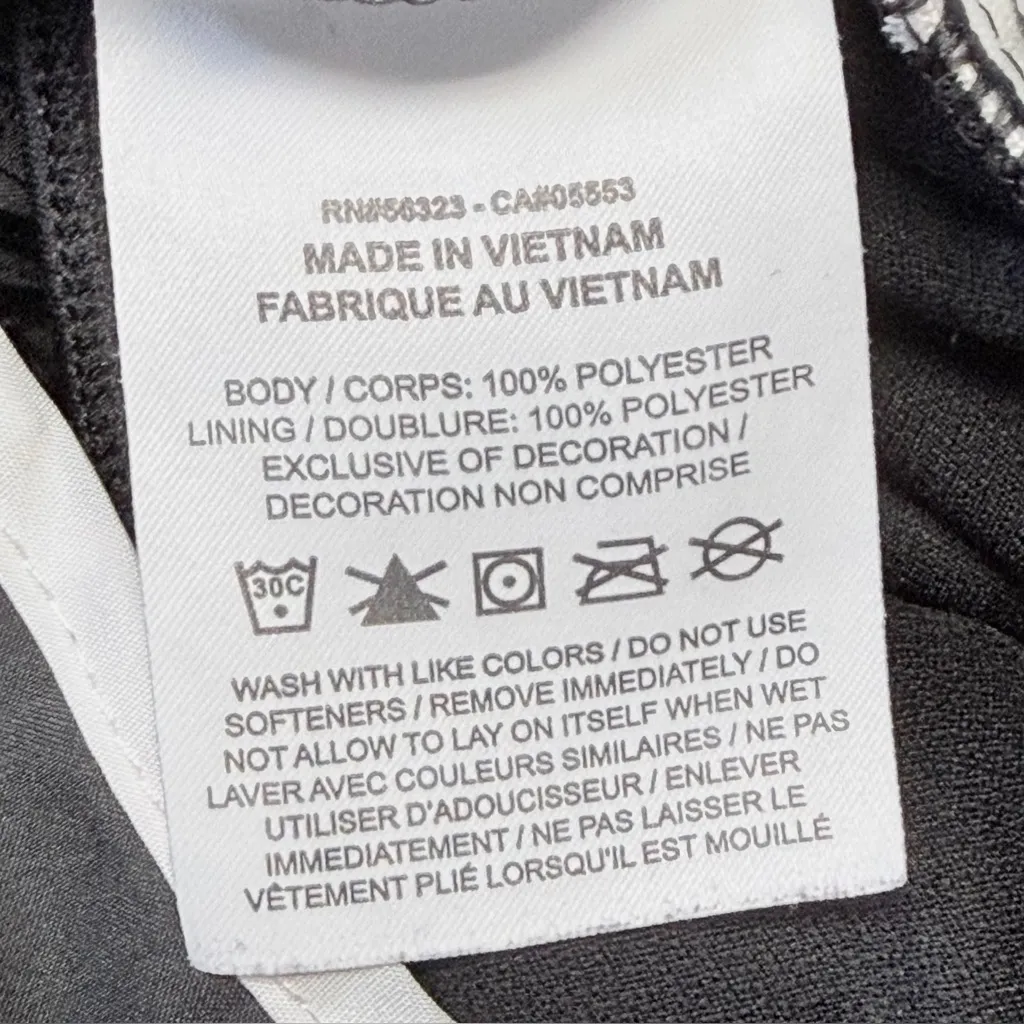 RN#56323 - CA#05553
MADE IN VIETNAM
FABRIQUE AU VIETNAM
BODY / CORPS: 100% POLYESTER
LINING / DOUBLURE: 100% POLYESTER
EXCLUSIVE OF DECORATION /
DECORATION NON COMPRISE
30C
WASH WITH LIKE COLORS / DO NOT USE
SOFTENERS / REMOVE IMMEDIATELY / DO
NOT ALLOW TO LAY ON ITSELF WHEN WET
LAVER AVEC COULEURS SIMILAIRES / NE PAS
UTILISER D'ADOUCISSEUR / ENLEVER
IMMEDIATEMENT / NE PAS LAISSER LE
VÊTEMENT PLIÉ LORSQU'IL EST MOUILLÉ